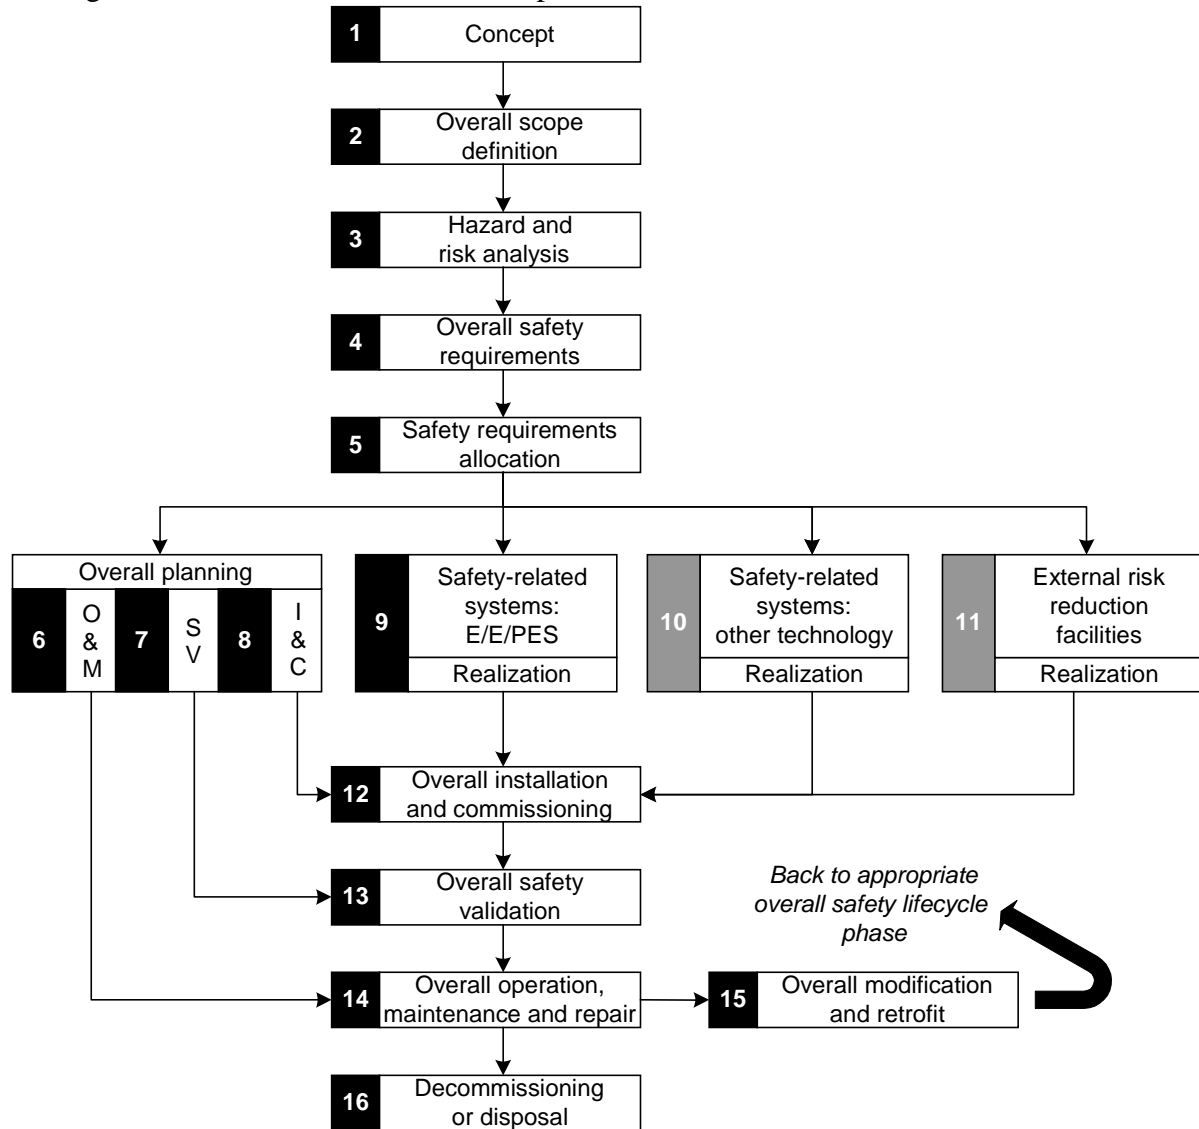 1
Concept
2
Overall scope
definition
3
Hazard and
risk analysis
4
Overall safety
requirements
5
Safety requirements
allocation
Overall planning
6
O
&
M
7
S
V
8
I
&
C
9
Safety-related
systems:
E/E/PES
Realization
10
Safety-related
systems:
other technology
Realization
11
External risk
reduction
facilities
Realization
12
Overall installation
and commissioning
13
Overall safety
validation
Back to appropriate
overall safety lifecycle
phase
14
Overall operation,
maintenance and repair
15
Overall modification
and retrofit
16
Decommissioning
or disposal